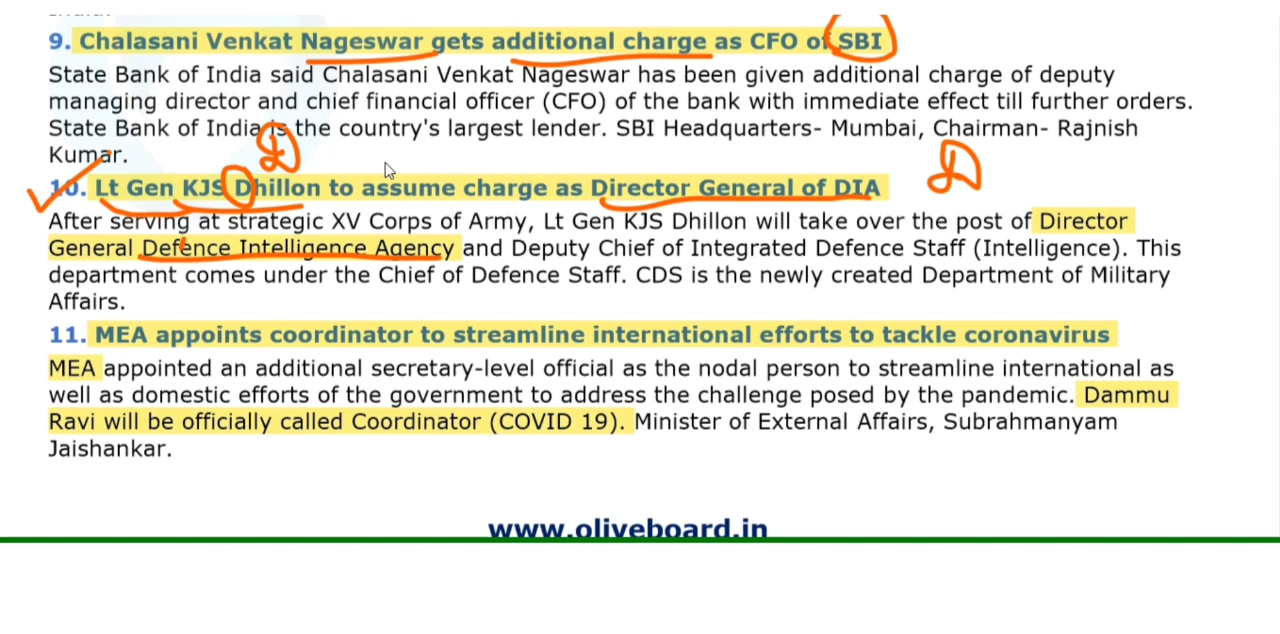 9. Chalasani Venkat Nageswar gets additional charge as CFO of SBI
State Bank of India said Chalasani Venkat Nageswar has been given additional charge of deputy
managing director and chief financial officer (CFO) of the bank with immediate effect till further orders.
State Bank of India is the country's largest lender. SBI Headquarters- Mumbai, Chairman- Rajnish
Kumar.
D D
10. Lt Gen KJS Dhillon to assume charge as Director General of DIA
After serving at strategic XV Corps of Army, Lt Gen KJS Dhillon will take over the post of Director
General Defence Intelligence Agency and Deputy Chief of Integrated Defence Staff (Intelligence). This
department comes under the Chief of Defence Staff. CDS is the newly created Department of Military
Affairs.
11. MEA appoints coordinator to streamline international efforts to tackle coronavirus
MEA appointed an additional secretary-level official as the nodal person to streamline international as
well as domestic efforts of the government to address the challenge posed by the pandemic. Dammu
Ravi will be officially called Coordinator (COVID 19). Minister of External Affairs, Subrahmanyam
Jaishankar.
www.oliveboard.in